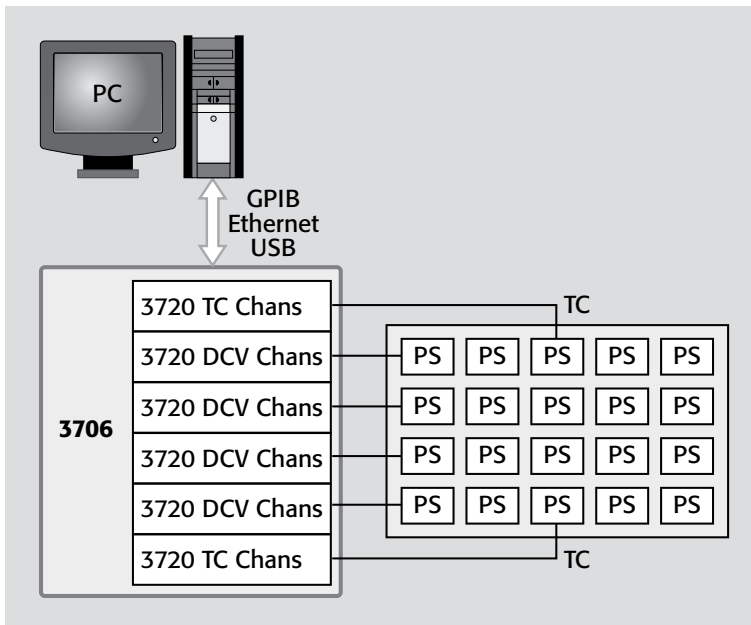 PC
GPIB
Ethernet
USB
3706
3720 TC Chans
3720 DCV Chans
3720 DCV Chans
3720 DCV Chans
3720 DCV Chans
3720 TC Chans
TC
PS PS PS PS PS
PS PS PS PS PS
PS PS PS PS PS
PS PS PS PS PS
TC